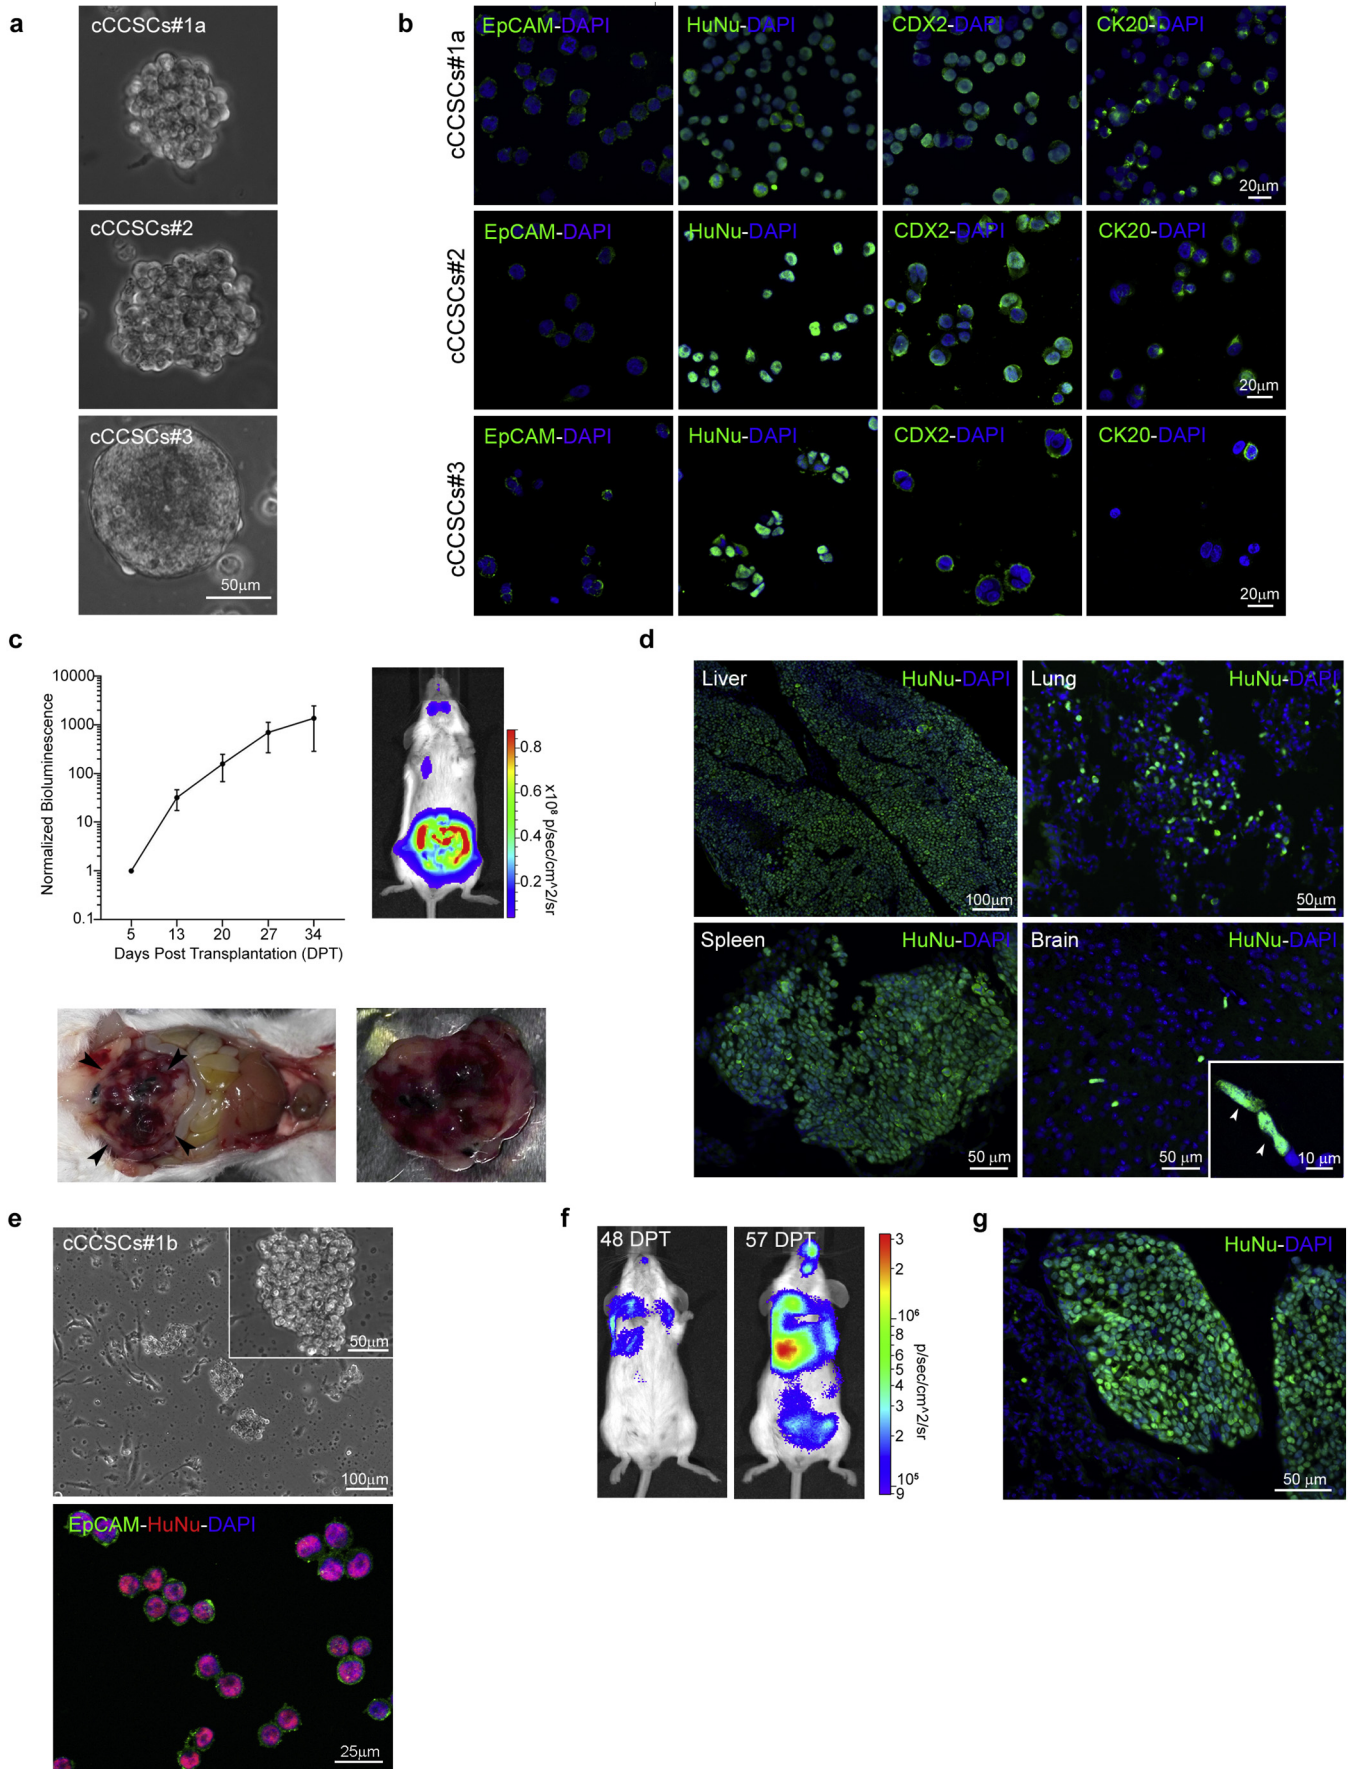 a
cCCSCs#1a
cCCSCs#2
cCCSCs#3
50μm
b
cCCSCs#1a
EpCAM-DAPI
HuNu-DAPI
CDX2-DAPI
CK20-DAPI
20μm
cCCSCs#2
EpCAM-DAPI
HuNu-DAPI
CDX2-DAPI
CK20-DAPI
20μm
cCCSCs#3
EpCAM-DAPI
HuNu-DAPI
CDX2-DAPI
CK20-DAPI
20μm
c
Normalized Bioluminescence
10000
1000
100
10
1
0.1
5 13 20 27 34
Days Post Transplantation (DPT)
0.8
0.6
0.4
0.2
x10⁸ p/sec/cm^2/sr
d
Liver HuNu-DAPI
100μm
Lung HuNu-DAPI
50μm
Spleen HuNu-DAPI
50 μm
Brain HuNu-DAPI
50 μm
10 μm
e
cCCSCs#1b
50μm
100μm
EpCAM-HuNu-DAPI
25μm
f
48 DPT
57 DPT
3
2
10⁶
8
6
5
4
3
2
10⁵
9
p/sec/cm^2/sr
g
HuNu-DAPI
50 μm